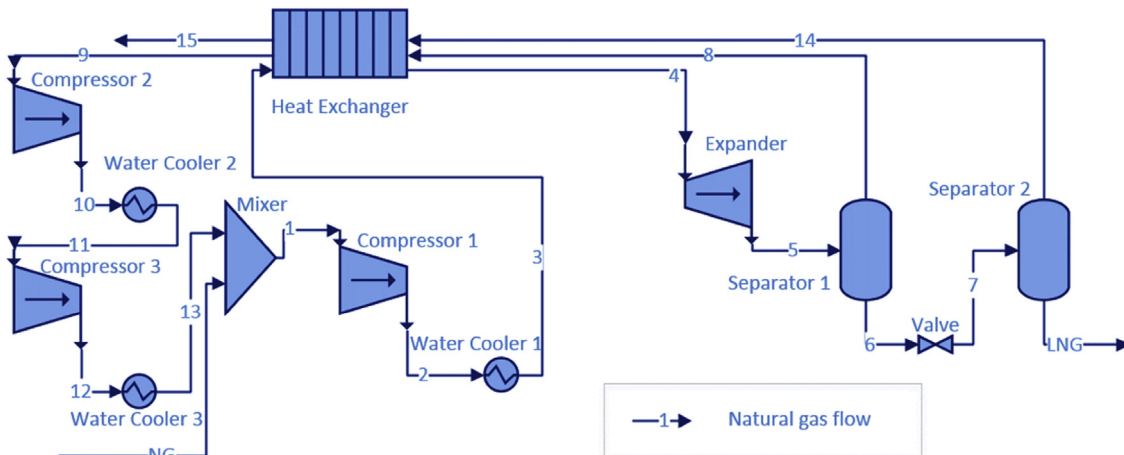 15
14
9
8
4
Compressor 2
Heat Exchanger
Expander
Water Cooler 2
Separator 2
10
Mixer
1
Compressor 1
11
5
3
Compressor 3
Separator 1
7
13
Valve
Water Cooler 1
6
LNG
2
12
Water Cooler 3
1
Natural gas flow
NG